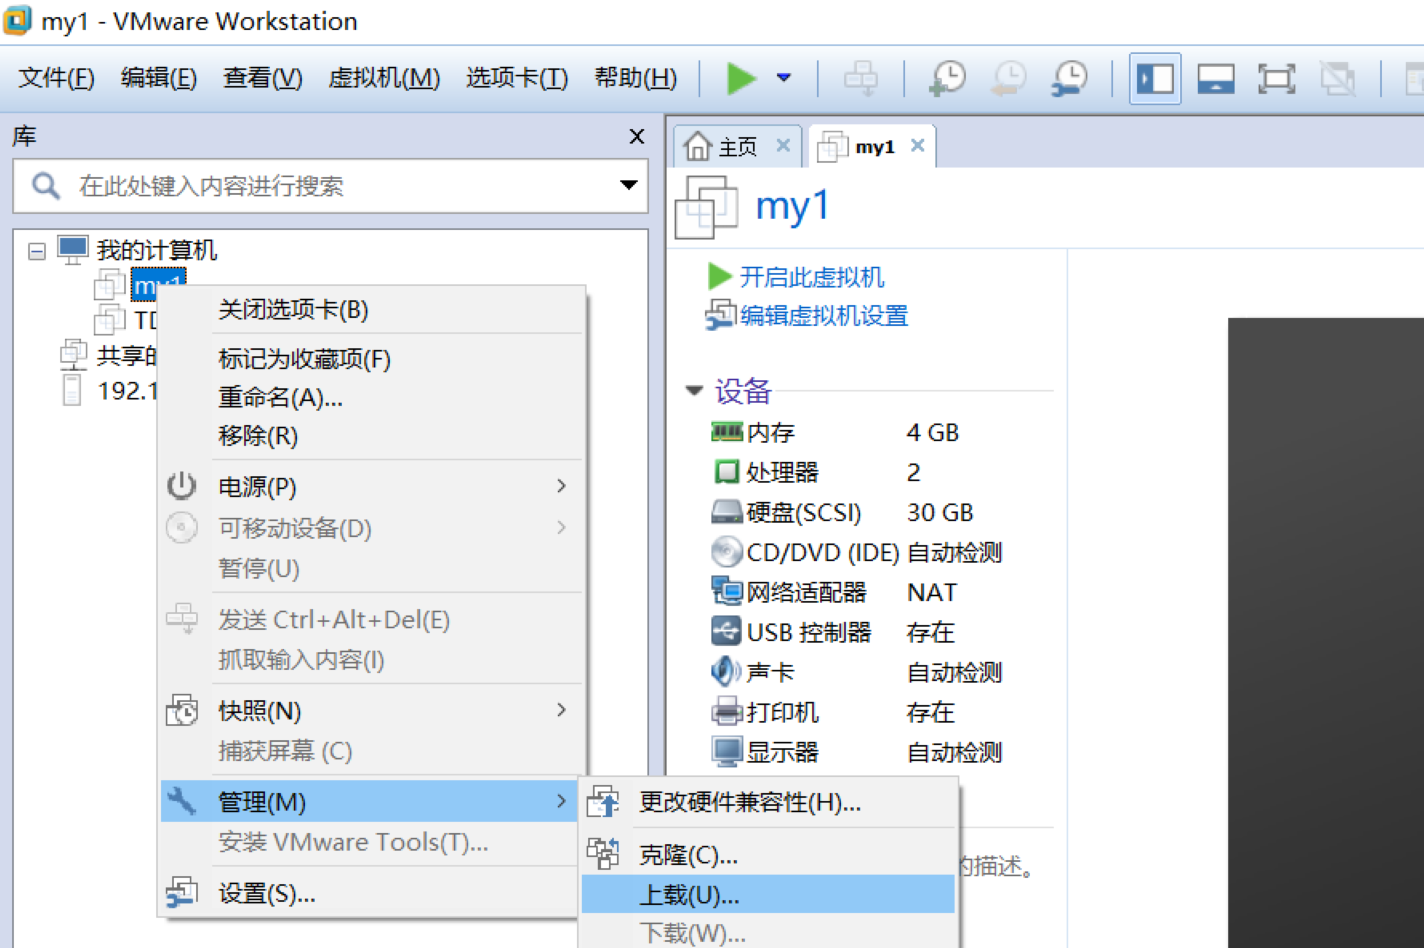 my1 - VMware Workstation
文件(F) 编辑(E) 查看(V) 虚拟机(M) 选项卡(T) 帮助(H)
库
在此处键入内容进行搜索
我的计算机
my1
共享的
192.1
关闭选项卡(B)
标记为收藏项(F)
重命名(A)...
移除(R)
电源(P)
可移动设备(D)
暂停(U)
发送 Ctrl+Alt+Del(E)
抓取输入内容(I)
快照(N)
捕获屏幕 (C)
管理(M)
安装 VMware Tools(T)...
设置(S)...
更改硬件兼容性(H)...
克隆(C)...
上载(U)...
下载(W)...
主页 my1
my1
开启此虚拟机
编辑虚拟机设置
设备
内存 4 GB
处理器 2
硬盘(SCSI) 30 GB
CD/DVD (IDE) 自动检测
网络适配器 NAT
USB 控制器 存在
声卡 自动检测
打印机 存在
显示器 自动检测
的描述。